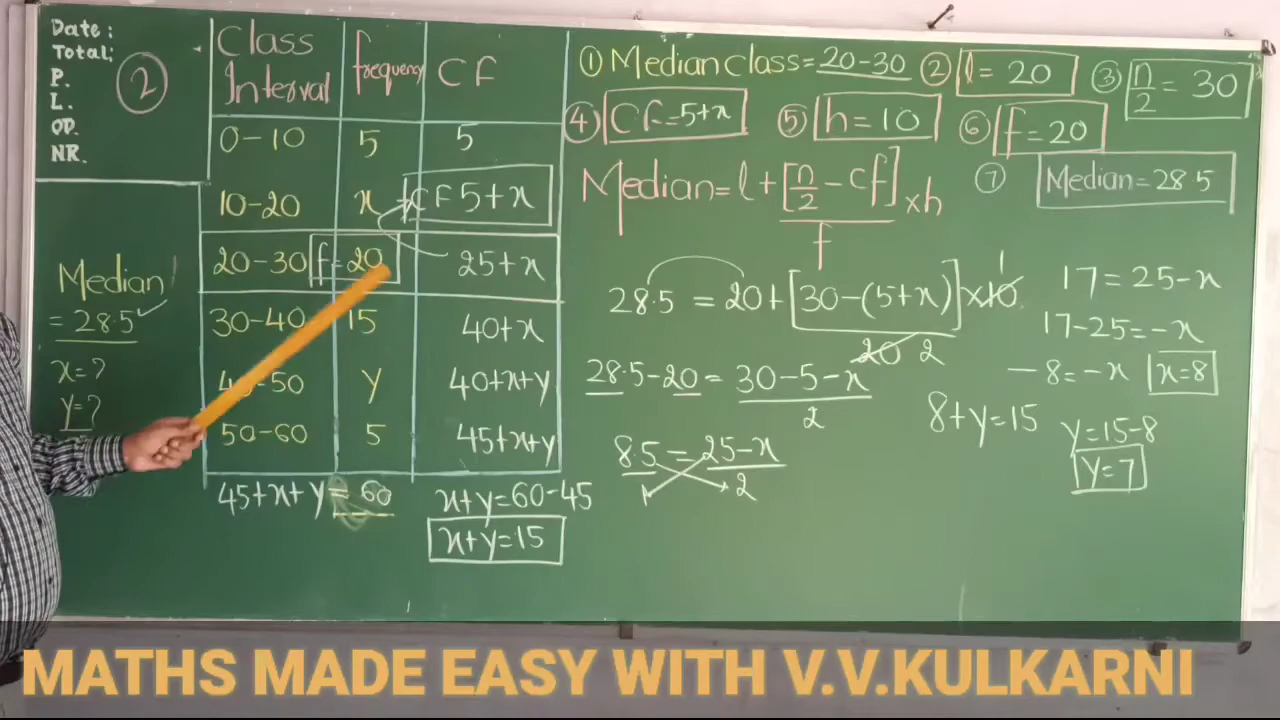 Date:
Total:
P.
L.
OP.
NR.
②
Class Interval frequency CF
0-10 5 5
10-20 x CF 5+x
20-30 f=20 25+x
30-40 15 40+x
50 y 40+x+y
50-60 5 45+x+y
45+x+y = 60
x+y=60-45
x+y=15
Median
= 28.5
x=?
y=?
① Median class=20-30 ② l=20 ③ n/2 = 30
④ CF=5+x ⑤ h=10 ⑥ f=20
Median = l + [n/2 - cf] / f × h ⑦ Median=28.5
28.5 = 20 + [30-(5+x)] / 20 2 × 10 1
28.5-20 = 30-5-x / 2
8.5 = 25-x
1 2
17=25-x
17-25=-x
-8=-x x=8
8+y=15 y=15-8
y=7
MATHS MADE EASY WITH V.V.KULKARNI